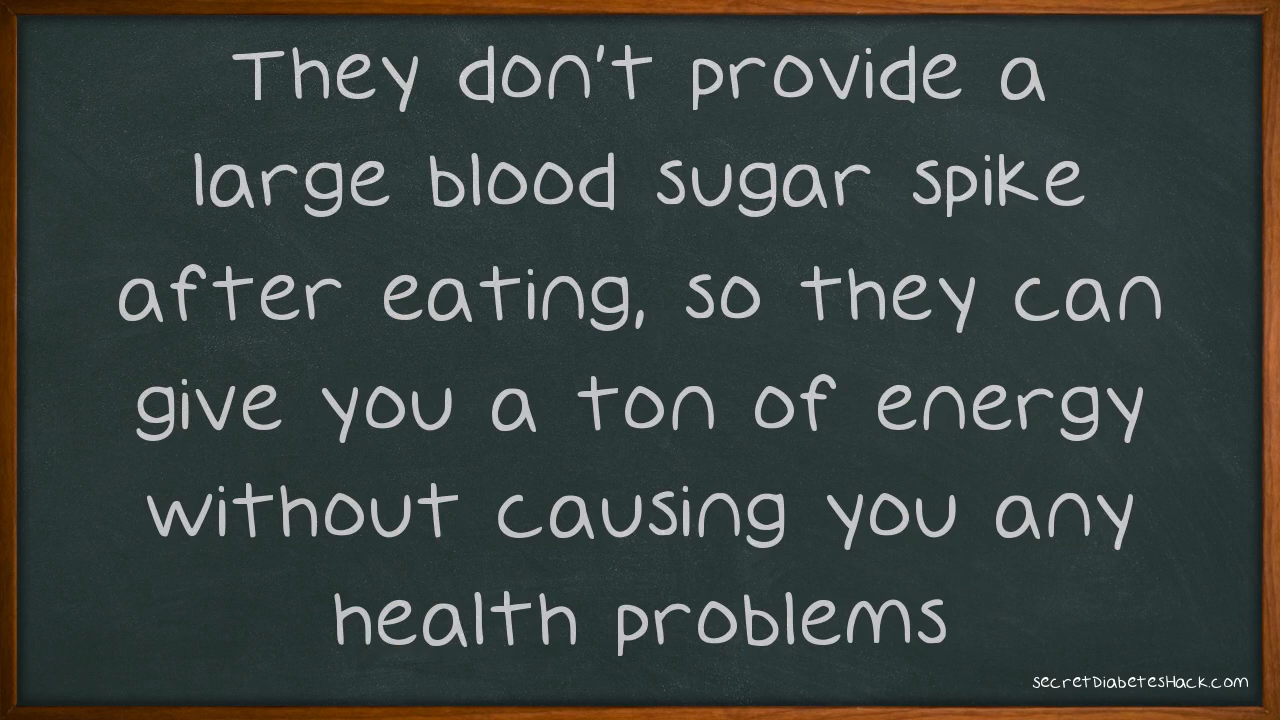 They don't provide a
large blood sugar spike
after eating, so they can
give you a ton of energy
without causing you any
health problems
secretDiabetesHack.com